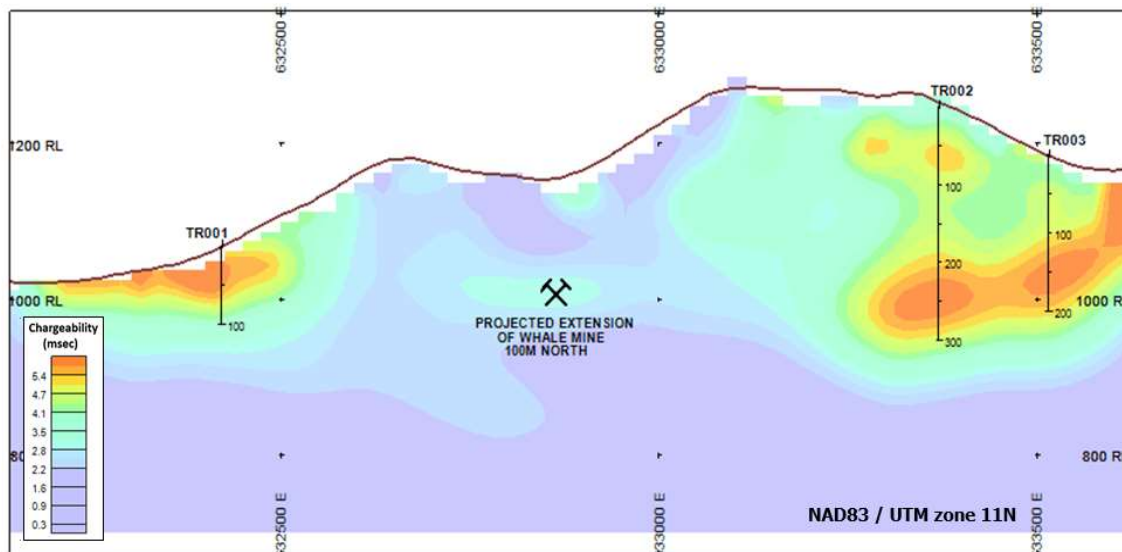 632500 E
633000 E
633500 E
TR002
1200 RL
TR003
100
TR001
100
200
1000 RL
100
300
200
1000 R
PROJECTED EXTENSION
OF WHALE MINE
100M NORTH
Chargeability
(msec)
5.4
4.7
4.1
3.5
2.8
2.2
1.6
0.9
0.3
80
800 RL
632500 E
633000 E
633500 E
NAD83 / UTM zone 11N